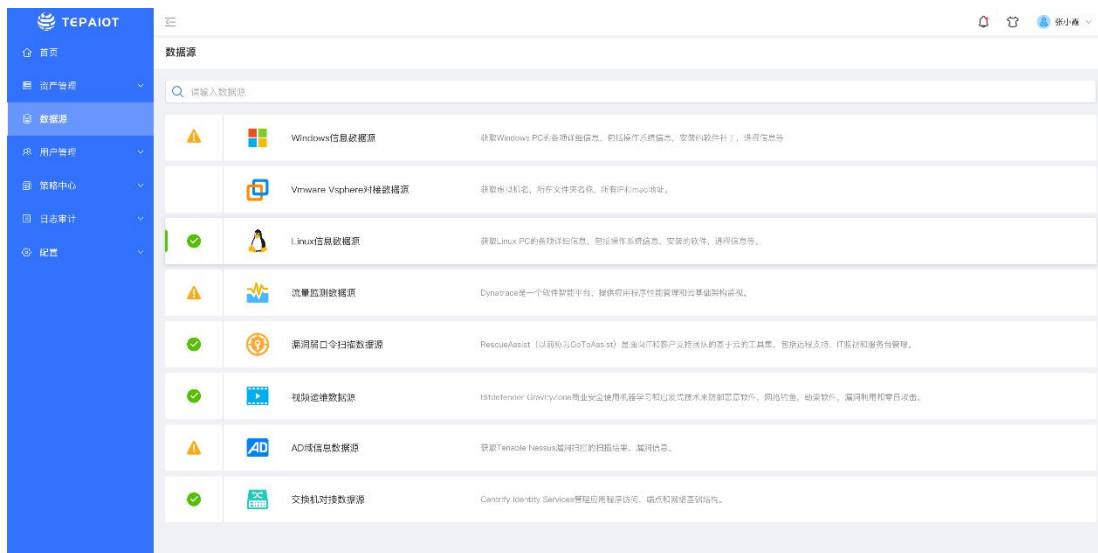 TEPAIOT
张小薇
首页
数据源
资产管理
请输入数据源
数据源
Windows信息数据源
获取Windows PC的各项详细信息，包括操作系统信息，安装的软件补丁，进程信息等
用户管理
Vmware Vsphere对接数据源
获取虚拟机名、所在文件夹名称、所有IP和mac地址。
策略中心
日志审计
Linux信息数据源
获取Linux PC的各项详细信息，包括操作系统信息，安装的软件，进程信息等。
配置
流量监测数据源
Dynatrace是一个软件智能平台，提供应用程序性能管理和云基础架构监视。
漏洞弱口令扫描数据源
RescueAssist（以前称为GoToAssist）是面向IT和客户支持团队的基于云的工具集，包括远程支持、IT监视和服务台管理。
视频运维数据源
Bitdefender GravityZone商业安全使用机器学习和启发式技术来防御恶意软件、网络钓鱼、勒索软件、漏洞利用和零日攻击。
AD域信息数据源
获取Tenable Nessus漏洞扫描的扫描结果、漏洞信息。
交换机对接数据源
Centrify Identity Services管理应用程序访问、端点和网络基础结构。